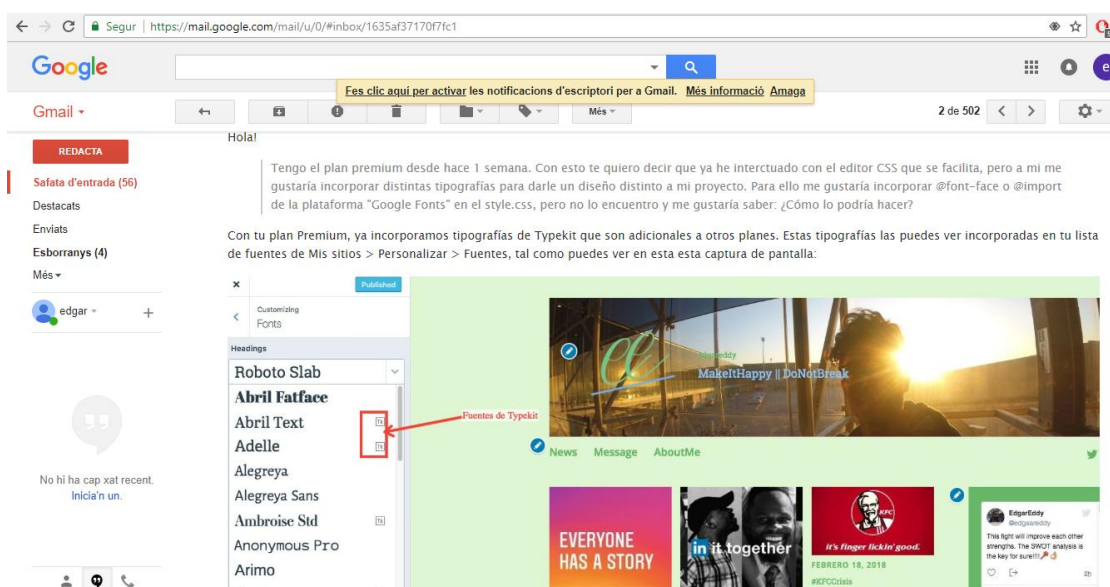 Segur | https://mail.google.com/mail/u/0/#inbox/1635af37170f7fc1
Google
Fes clic aquí per activar les notificacions d'escriptori per a Gmail. Més informació Amaga
Gmail
Més
2 de 502
REDACTA
Safata d'entrada (56)
Destacats
Enviats
Esborranys (4)
Més
edgar
No hi ha cap xat recent.
Inicia'n un.
Hola!
Tengo el plan premium desde hace 1 semana. Con esto te quiero decir que ya he interctuado con el editor CSS que se facilita, pero a mi me
gustaría incorporar distintas tipografías para darle un diseño distinto a mi proyecto. Para ello me gustaría incorporar @font-face o @import
de la plataforma "Google Fonts" en el style.css, pero no lo encuentro y me gustaría saber: ¿Cómo lo podría hacer?
Con tu plan Premium, ya incorporamos tipografías de Typekit que son adicionales a otros planes. Estas tipografías las puedes ver incorporadas en tu lista
de fuentes de Mis sitios > Personalizar > Fuentes, tal como puedes ver en esta esta captura de pantalla:
Published
Customizing
Fonts
Headings
Roboto Slab
Abril Fatface
Abril Text
Adelle
Alegreya
Alegreya Sans
Ambroise Std
Anonymous Pro
Arimo
Fuentes de Typekit
MakeItHappy || DoNotBreak
News Message AboutMe
EVERYONE
HAS A STORY
in it together
KFC
it's finger lickin' good.
FEBRERO 18, 2018
#KFCCrisis
EdgarEddy
@edgaareddy
This fight will improve each other
strengths. The SWOT analysis is
the key for sure!!!